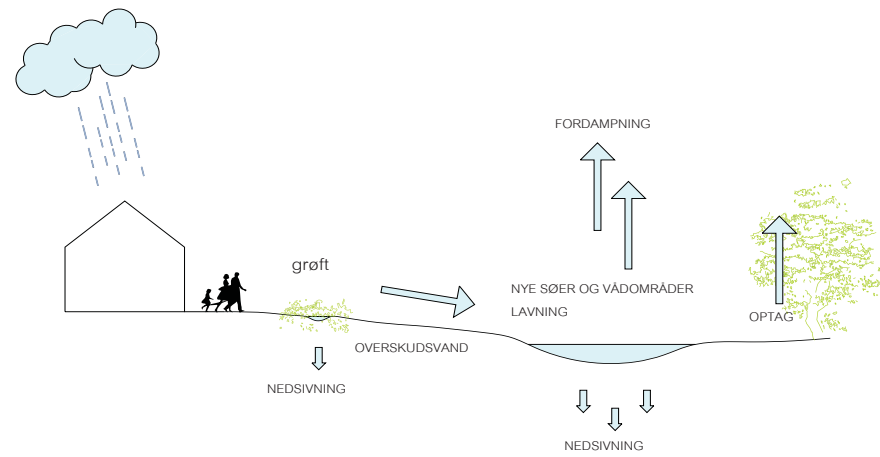 FORDAMPNING
grøft
NYE SØER OG VÅDOMRÅDER
LAVNING
OPTAG
OVERSKUDSVAND
NEDSIVNING
NEDSIVNING